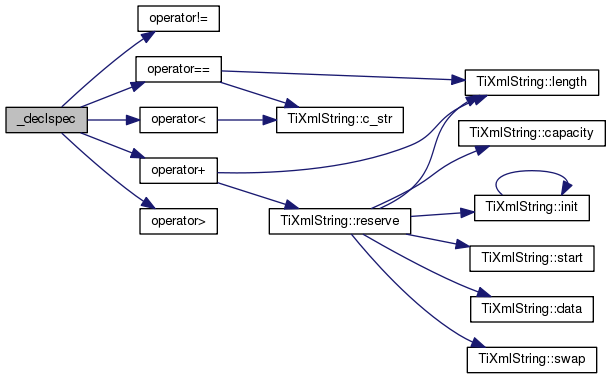 _declspec
operator!=
operator==
operator<
operator+
operator>
TiXmlString::c_str
TiXmlString::reserve
TiXmlString::length
TiXmlString::capacity
TiXmlString::init
TiXmlString::start
TiXmlString::data
TiXmlString::swap